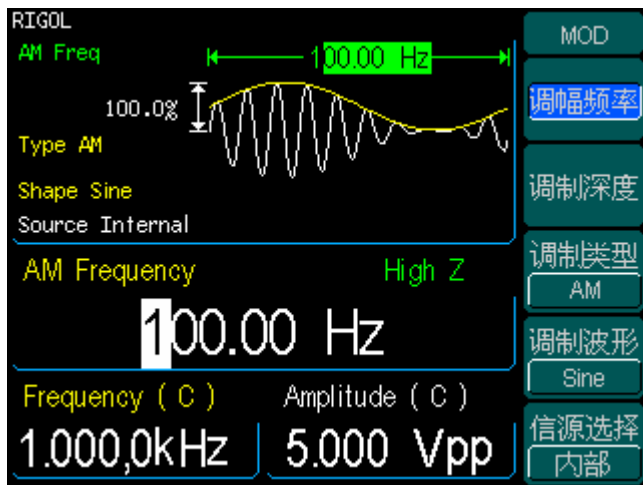 RIGOL
AM Freq
100.00 Hz
100.0%
Type AM
Shape Sine
Source Internal
AM Frequency
High Z
100.00 Hz
Frequency ( C )
Amplitude ( C )
1.000,0kHz
5.000 Vpp
MOD
调幅频率
调制深度
调制类型
AM
调制波形
Sine
信源选择
内部